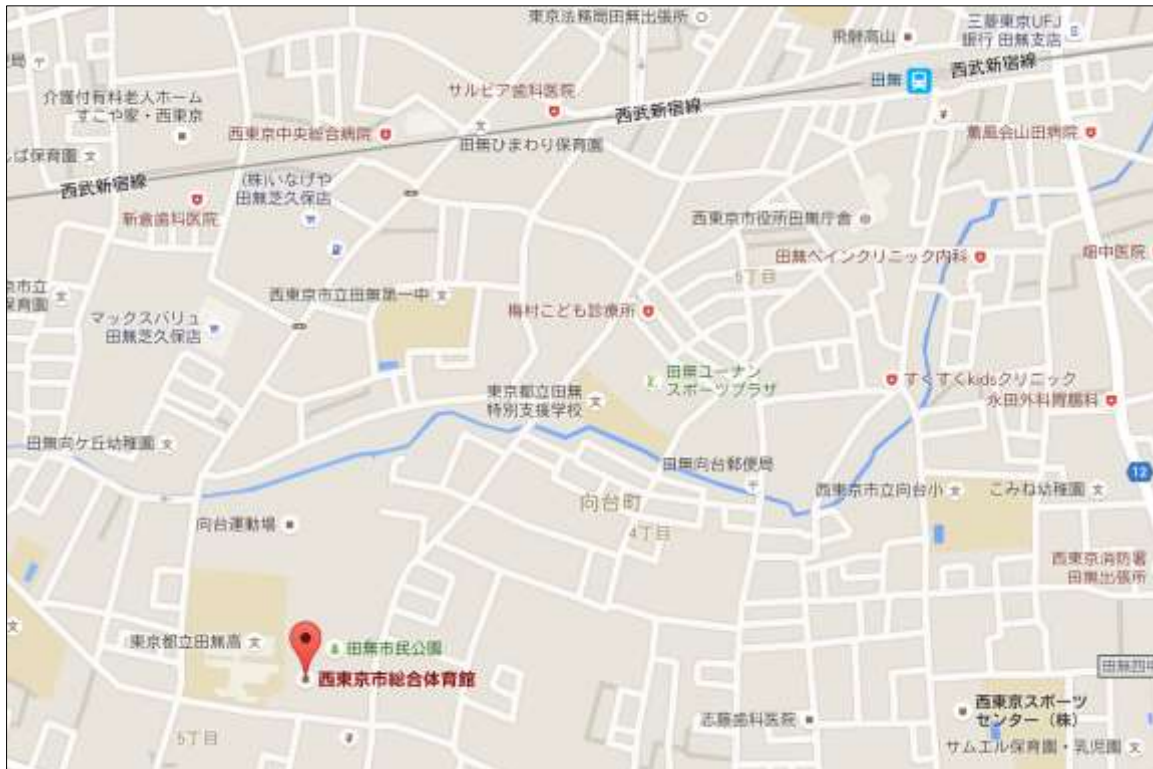 東京法務局田無出張所
三菱東京UFJ
銀行 田無支店
飛騨高山
西武新宿線
田無
サルビア歯科医院
西武新宿線
介護付有料老人ホーム
すこや家・西東京
西東京中央総合病院
田無ひまわり保育園
薫風会山田病院
しば保育園
西武新宿線
(株)いなげや
田無芝久保店
新倉歯科医院
西東京市役所田無庁舎
田無ペインクリニック内科
畑中医院
5丁目
京市立
保育園
西東京市立田無第一中
梅村こども診療所
マックスバリュ
田無芝久保店
田無ユーナン
スポーツプラザ
すくすくkidsクリニック
東京都立田無
特別支援学校
永田外科胃腸科
田無向ケ丘幼稚園
田無向台郵便局
12
西東京市立向台小
こみね幼稚園
向台町
向台運動場
4丁目
西東京消防署
田無出張所
東京都立田無高
田無市民公園
西東京市総合体育館
田無四中
西東京スポーツ
センター（株）
志藤歯科医院
5丁目
サムエル保育園・乳児園